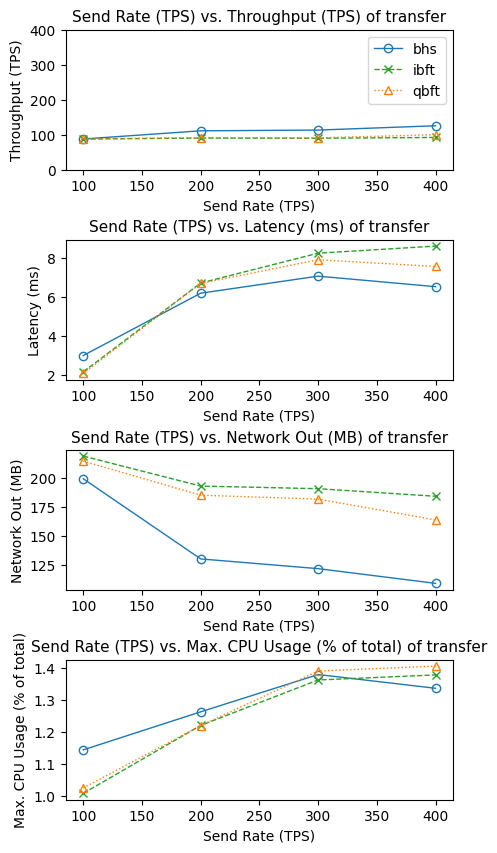 Send Rate (TPS) vs. Throughput (TPS) of transfer
400
300
200
100
0
Throughput (TPS)
bhs
ibft
qbft
100 150 200 250 300 350 400
Send Rate (TPS)
Send Rate (TPS) vs. Latency (ms) of transfer
8
6
4
2
Latency (ms)
100 150 200 250 300 350 400
Send Rate (TPS)
Send Rate (TPS) vs. Network Out (MB) of transfer
200
175
150
125
Network Out (MB)
100 150 200 250 300 350 400
Send Rate (TPS)
Send Rate (TPS) vs. Max. CPU Usage (% of total) of transfer
1.4
1.3
1.2
1.1
1.0
Max. CPU Usage (% of total)
100 150 200 250 300 350 400
Send Rate (TPS)